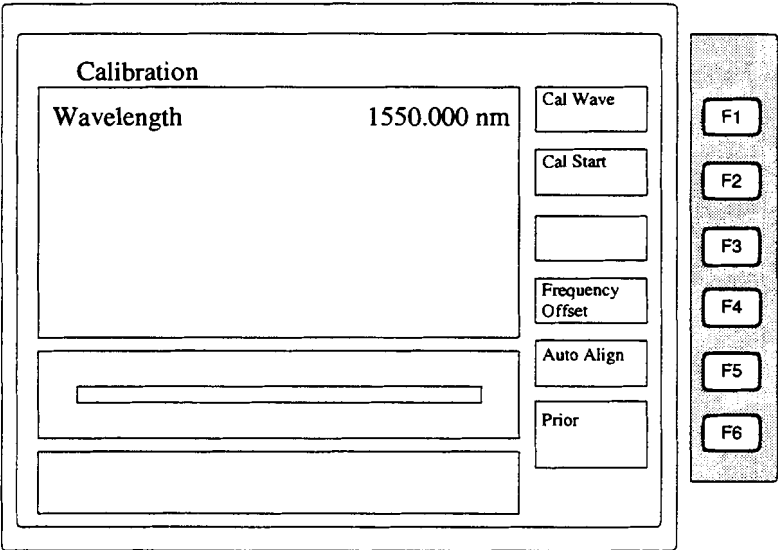 Calibration
Wavelength 1550.000 nm
Cal Wave
Cal Start
Frequency
Offset
Auto Align
Prior
F1
F2
F3
F4
F5
F6